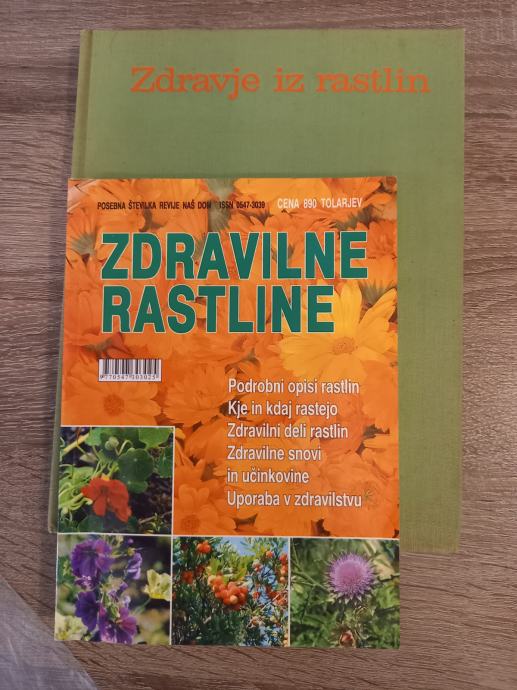 Zdravje iz rastlin
POSEBNA ŠTEVILKA REVIJE NAŠ DOM ISSN 0547-3039 CENA 890 TOLARJEV
ZDRAVILNE
RASTLINE
9770547303025
Podrobni opisi rastlin
Kje in kdaj rastejo
Zdravilni deli rastlin
Zdravilne snovi
in učinkovine
Uporaba v zdravilstvu